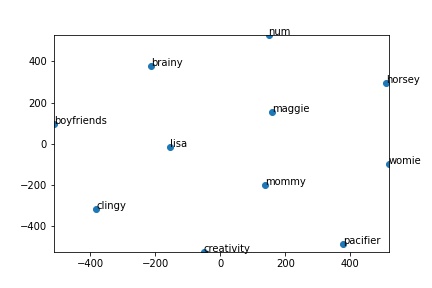 num
400
brainy
horsey
200
maggie
boyfriends
0
lisa
womie
−200
mommy
clingy
−400
pacifier
creativity
−400
−200
0
200
400